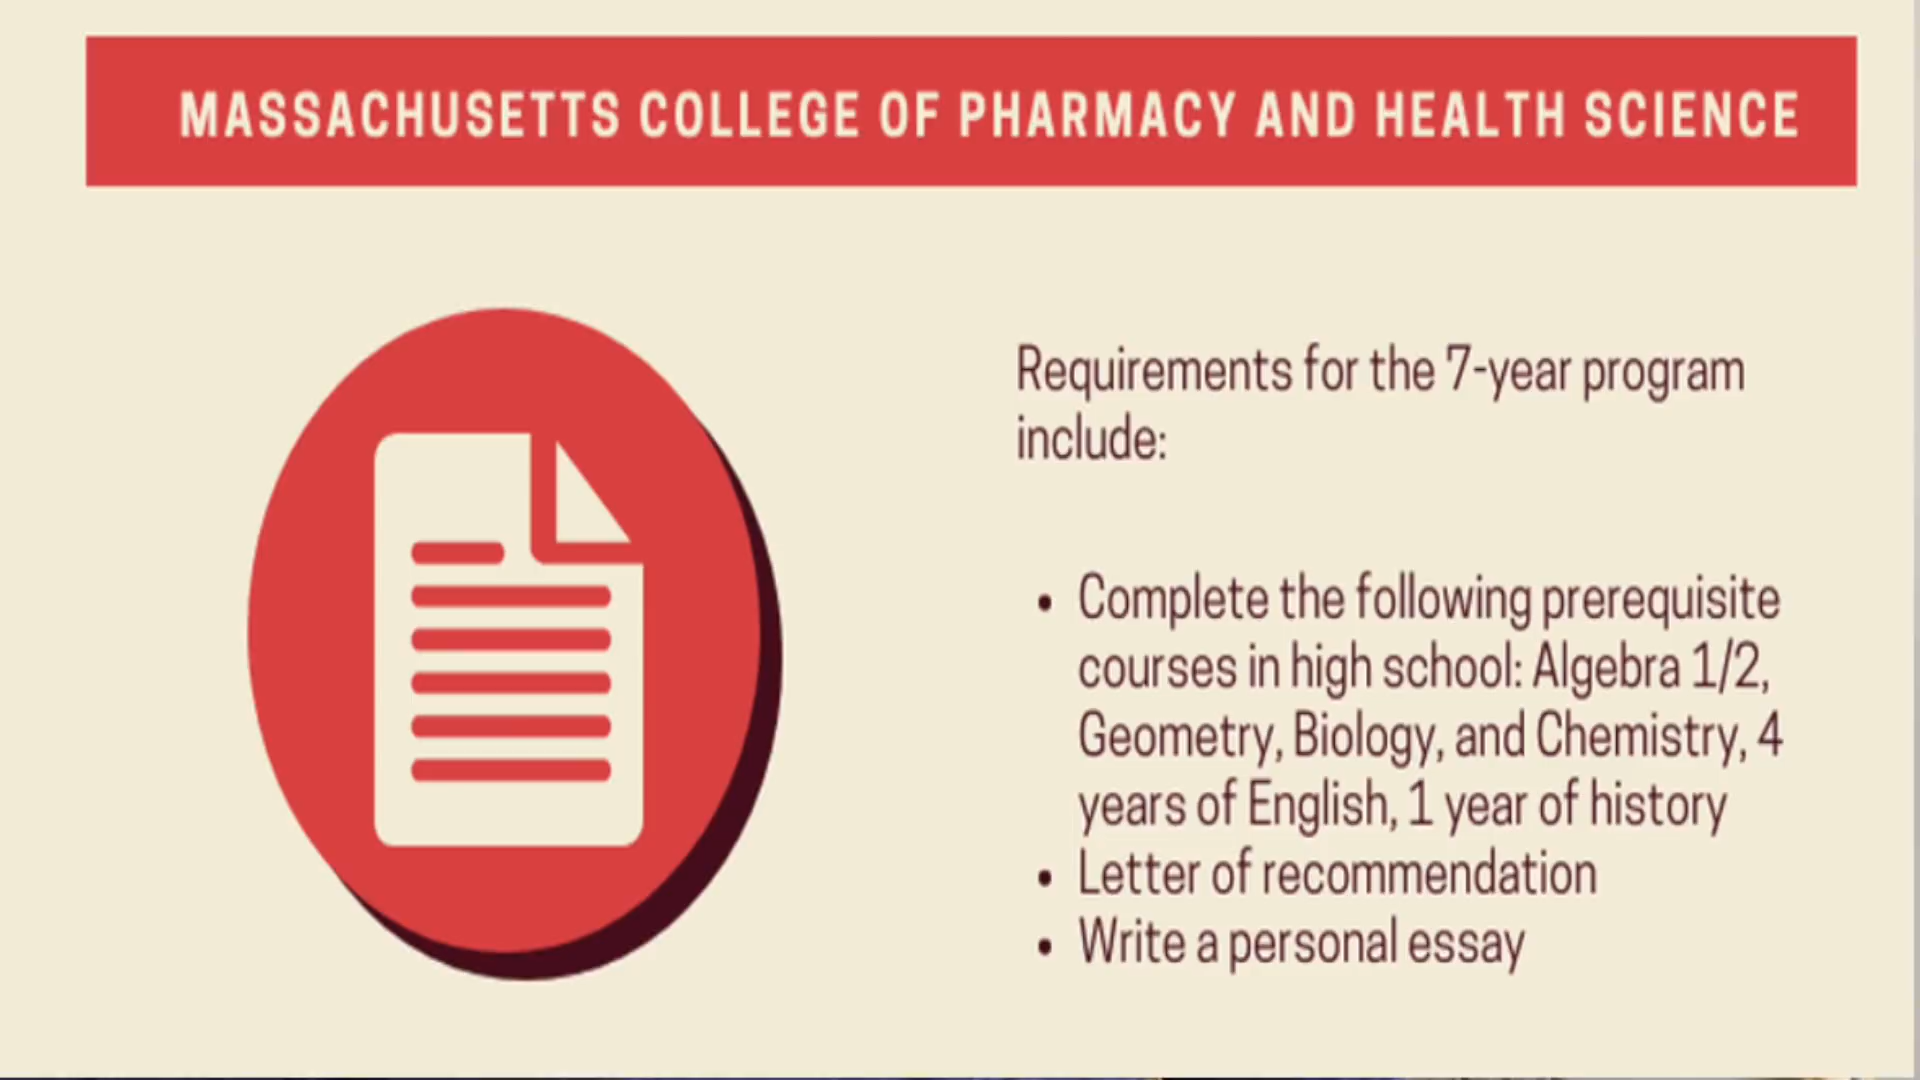 MASSACHUSETTS COLLEGE OF PHARMACY AND HEALTH SCIENCE
Requirements for the 7-year program
include:
• Complete the following prerequisite
courses in high school: Algebra 1/2,
Geometry, Biology, and Chemistry, 4
years of English, 1 year of history
• Letter of recommendation
• Write a personal essay